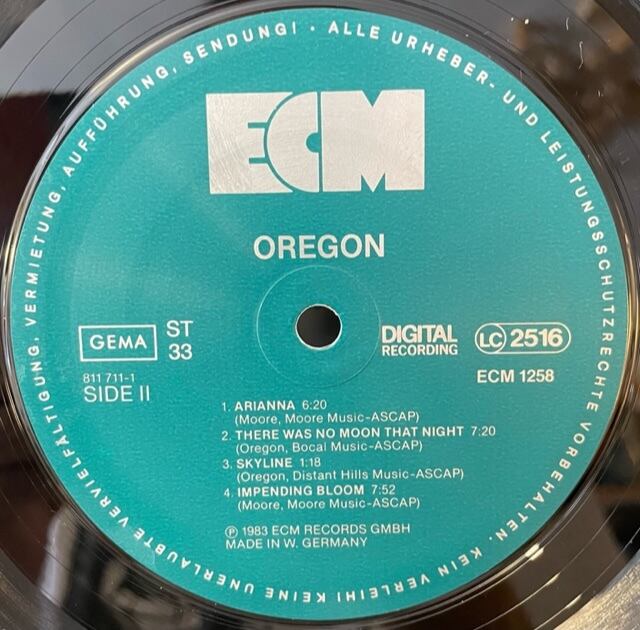 ALLE URHEBER- UND LEISTUNGSSCHUTZRECHTE VORBEHALTEN. KEIN VERLEIH! KEINE UNERLAUBTE VERVIELFÄLTIGUNG, VERMIETUNG, AUFFÜHRUNG, SENDUNG! ·
ECM
OREGON
GEMA
ST
33
DIGITAL
RECORDING
LC 2516
811 711-1
SIDE II
ECM 1258
1. ARIANNA 6:20
(Moore, Moore Music-ASCAP)
2. THERE WAS NO MOON THAT NIGHT 7:20
(Oregon, Bocal Music-ASCAP)
3. SKYLINE 1:18
(Oregon, Distant Hills Music-ASCAP)
4. IMPENDING BLOOM 7:52
(Moore, Moore Music-ASCAP)
℗ 1983 ECM RECORDS GMBH
MADE IN W. GERMANY